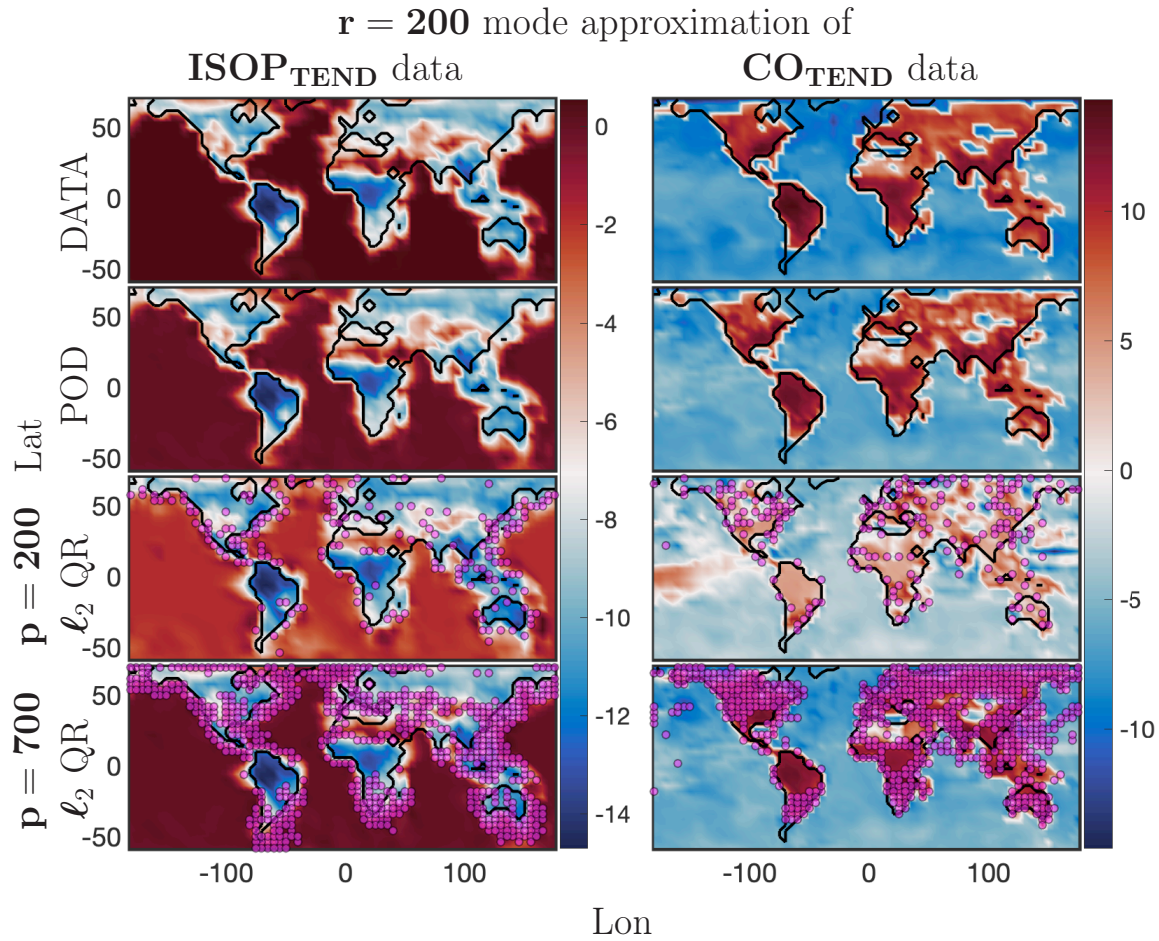 r = 200 mode approximation of
ISOP_TEND data
CO_TEND data
DATA
50
0
-50
POD
50
0
-50
Lat
p = 200
ℓ₂ QR
50
0
-50
p = 700
ℓ₂ QR
50
0
-50
0
-2
-4
-6
-8
-10
-12
-14
10
5
0
-5
-10
-100 0 100
-100 0 100
Lon